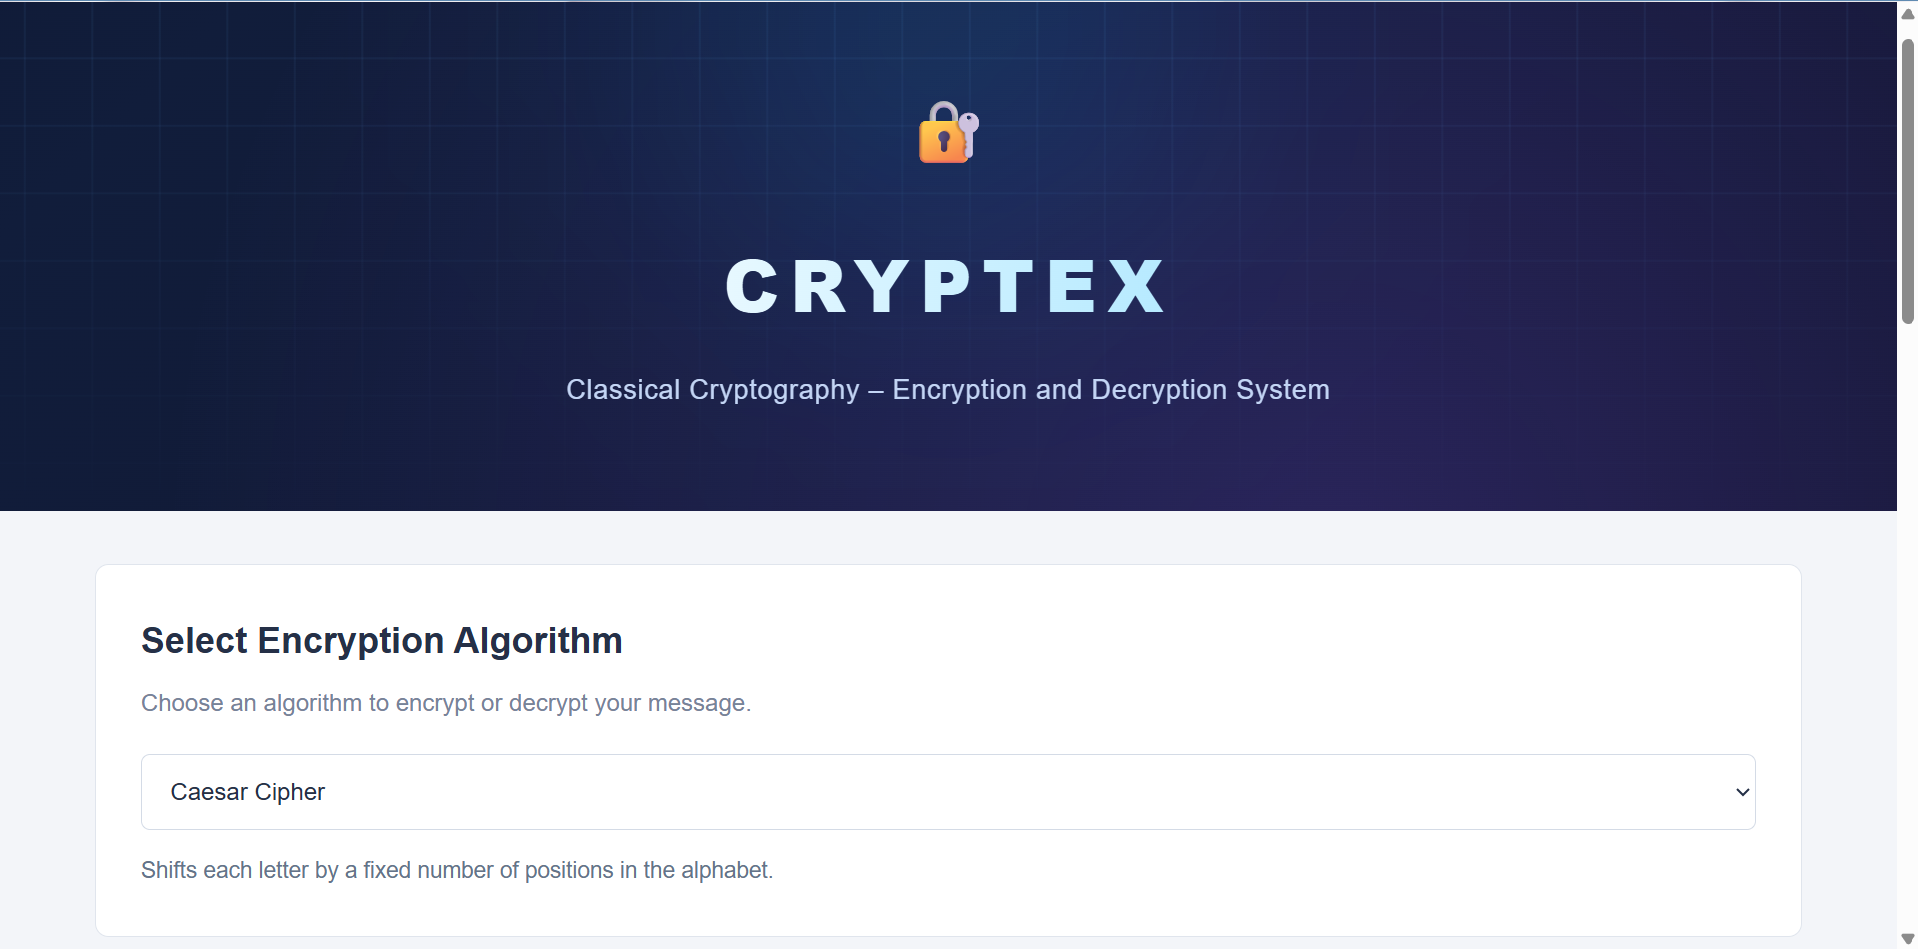 CRYPTEX
Classical Cryptography – Encryption and Decryption System
Select Encryption Algorithm
Choose an algorithm to encrypt or decrypt your message.
Caesar Cipher
Shifts each letter by a fixed number of positions in the alphabet.